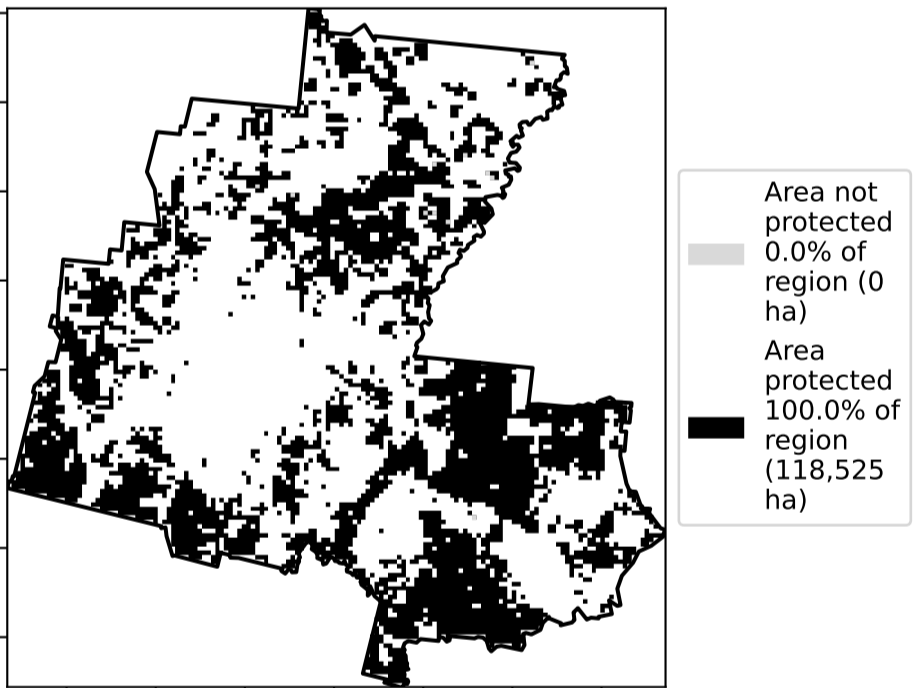 Area not
protected
0.0% of
region (0
ha)
Area
protected
100.0% of
region
(118,525
ha)